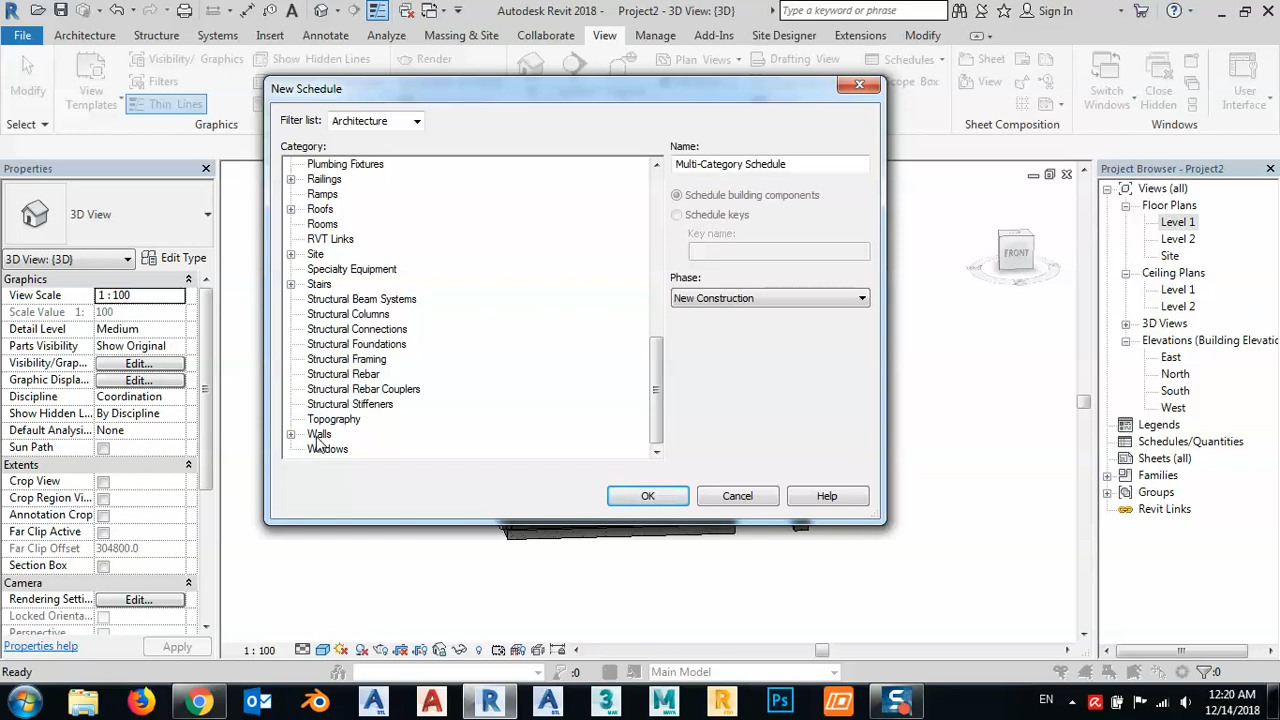 Autodesk Revit 2018 - Project2 - 3D View: {3D}
Type a keyword or phrase
Sign In
File
Architecture
Structure
Systems
Insert
Annotate
Analyze
Massing & Site
Collaborate
View
Manage
Add-Ins
Site Designer
Extensions
Modify
Modify
View
Templates
Visibility/ Graphics
Filters
Thin Lines
Show Hidden Lines
Render
Plan Views
Drafting View
Schedules
Scope Box
Sheet
View
Switch
Windows
Close
Hidden
User
Interface
Select
Graphics
Sheet Composition
Windows
Properties
3D View
3D View: {3D}
Edit Type
Graphics
View Scale
1 : 100
Scale Value 1:
100
Detail Level
Medium
Parts Visibility
Show Original
Visibility/Grap...
Edit...
Graphic Displa...
Edit...
Discipline
Coordination
Show Hidden L...
By Discipline
Default Analysi...
None
Sun Path
Extents
Crop View
Crop Region Vi...
Annotation Crop
Far Clip Active
Far Clip Offset
304800.0
Section Box
Camera
Rendering Setti...
Edit...
Locked Orienta...
Perspective
Properties help
Apply
New Schedule
Filter list:
Architecture
Category:
Plumbing Fixtures
Railings
Ramps
Roofs
Rooms
RVT Links
Site
Specialty Equipment
Stairs
Structural Beam Systems
Structural Columns
Structural Connections
Structural Foundations
Structural Framing
Structural Rebar
Structural Rebar Couplers
Structural Stiffeners
Topography
Walls
Windows
Name:
Multi-Category Schedule
Schedule building components
Schedule keys
Key name:
Phase:
New Construction
OK
Cancel
Help
FRONT
Project Browser - Project2
Views (all)
Floor Plans
Level 1
Level 2
Site
Ceiling Plans
Level 1
Level 2
3D Views
Elevations (Building Elevatio
East
North
South
West
Legends
Schedules/Quantities
Sheets (all)
Families
Groups
Revit Links
1 : 100
Ready
:0
Main Model
:0
EN
12:20 AM
12/14/2018